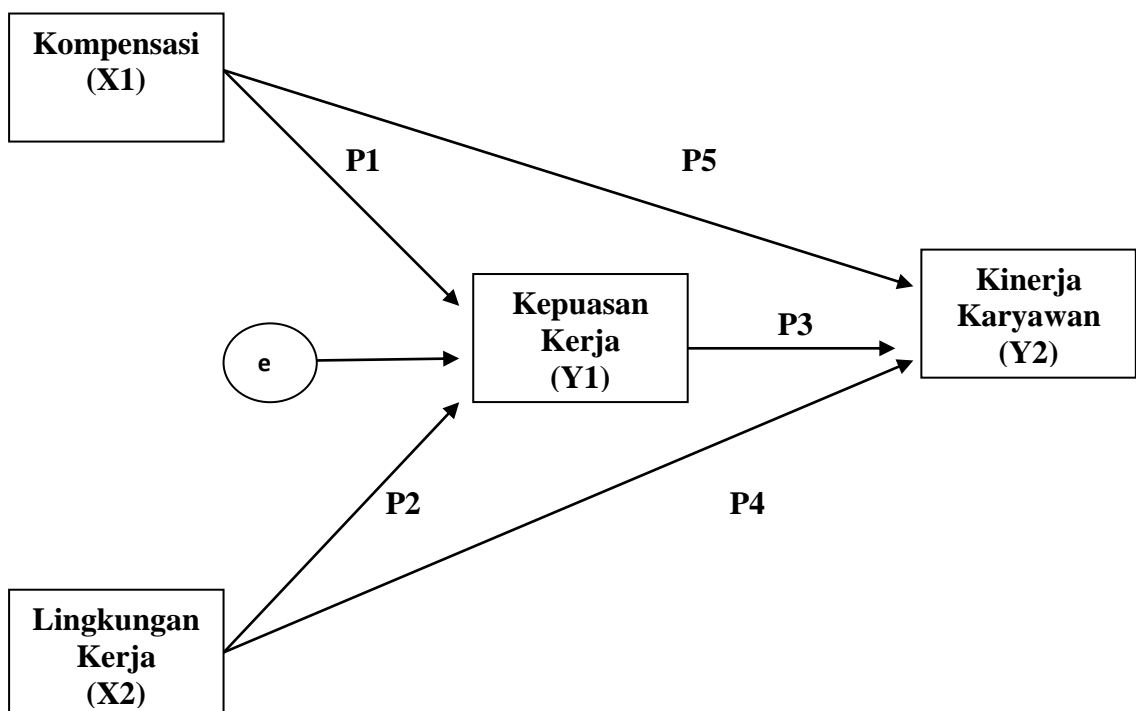 Kompensasi
(X1)
P1
P5
Kepuasan
Kerja
(Y1)
P3
Kinerja
Karyawan
(Y2)
e
P2
P4
Lingkungan
Kerja
(X2)